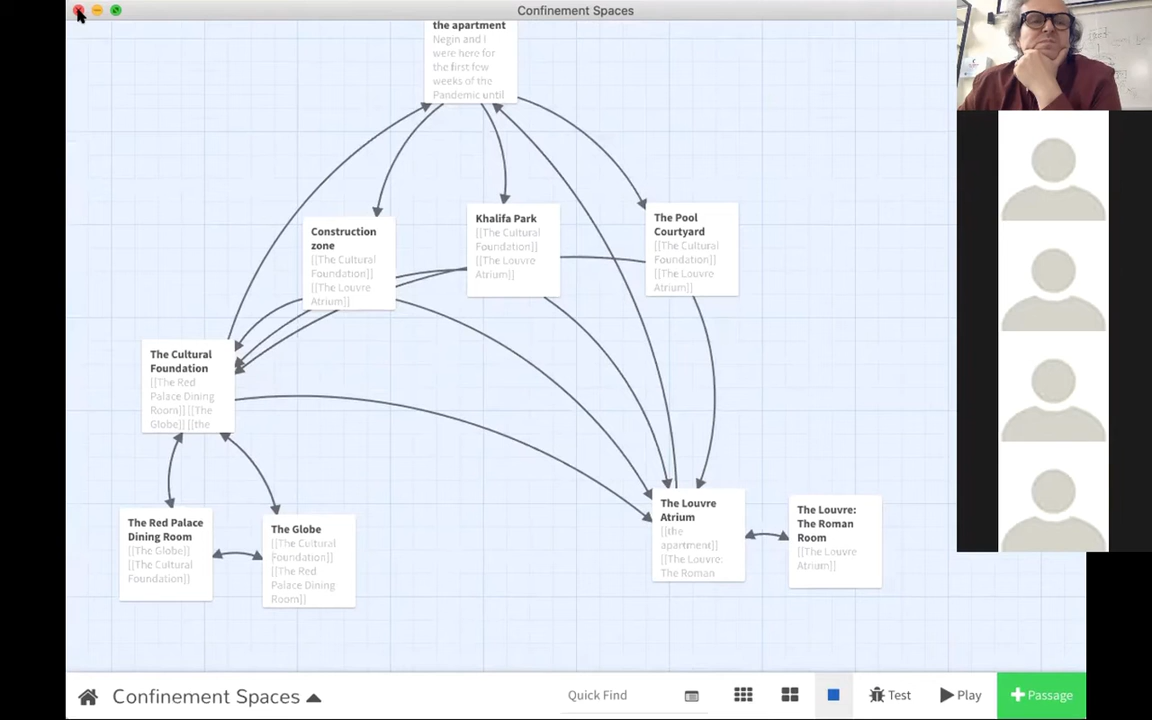 Confinement Spaces
the apartment
Negin and I
were here for
the first few
weeks of the
Pandemic until
Construction
zone
[[The Cultural
Foundation]]
[[The Louvre
Atrium]]
Khalifa Park
[[The Cultural
Foundation]]
[[The Louvre
Atrium]]
The Pool
Courtyard
[[The Cultural
Foundation]]
[[The Louvre
Atrium]]
The Cultural
Foundation
[[The Red
Palace Dining
Room]] [[The
Globe]] [[the
The Red Palace
Dining Room
[[The Globe]]
[[The Cultural
Foundation]]
The Globe
[[The Cultural
Foundation]]
[[The Red
Palace Dining
Room]]
The Louvre
Atrium
[[the
apartment]]
[[The Louvre:
The Roman
The Louvre:
The Roman
Room
[[The Louvre
Atrium]]
Confinement Spaces
Quick Find
Test
Play
Passage